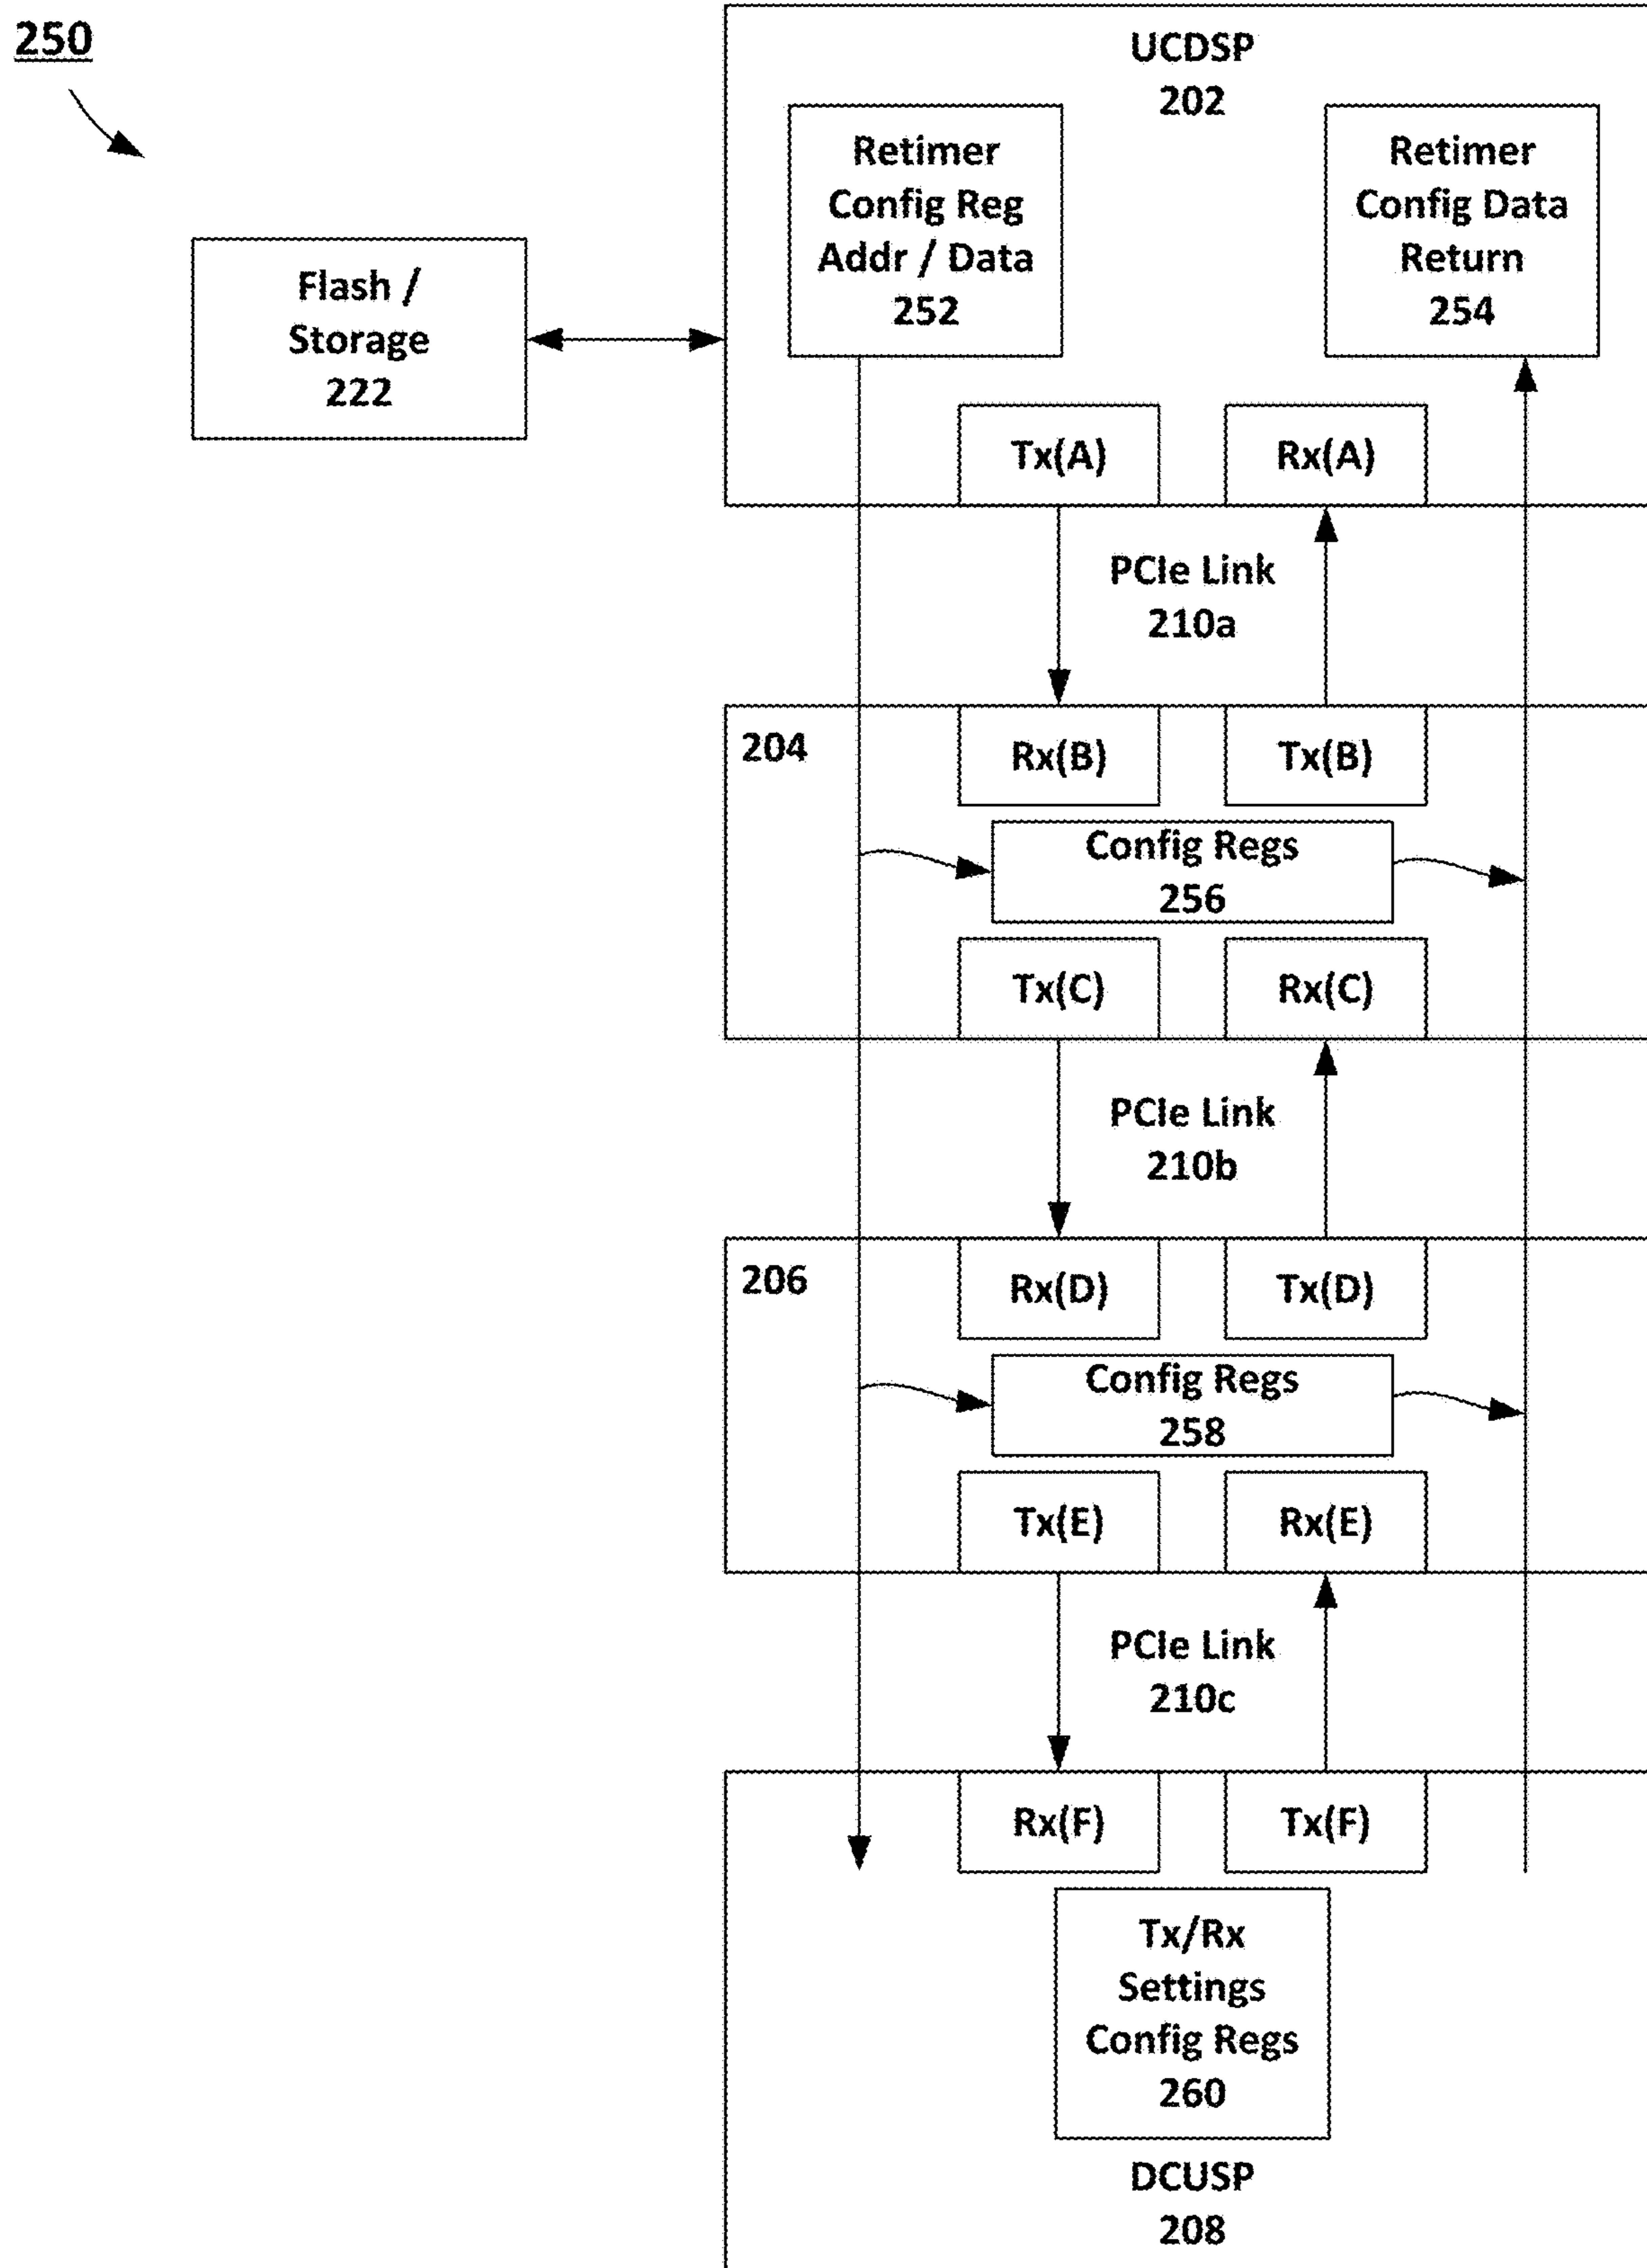 250
UCDSP
202
Retimer
Config Reg
Addr / Data
252
Retimer
Config Data
Return
254
Flash /
Storage
222
Tx(A)
Rx(A)
PCIe Link
210a
204
Rx(B)
Tx(B)
Config Regs
256
Tx(C)
Rx(C)
PCIe Link
210b
206
Rx(D)
Tx(D)
Config Regs
258
Tx(E)
Rx(E)
PCIe Link
210c
Rx(F)
Tx(F)
Tx/Rx
Settings
Config Regs
260
DCUSP
208